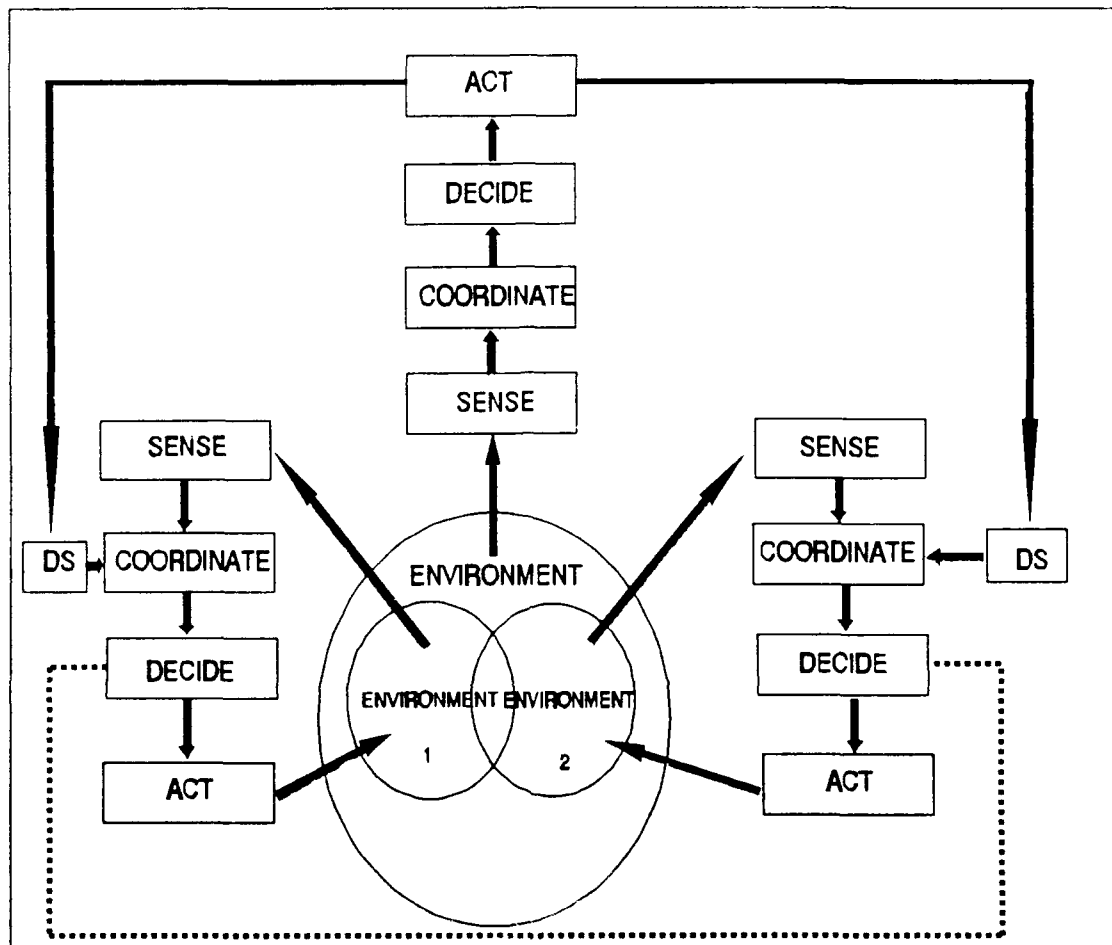 ACT
DECIDE
COORDINATE
SENSE
SENSE
DS
COORDINATE
DECIDE
ACT
ENVIRONMENT
ENVIRONMENT
1
ENVIRONMENT
2
SENSE
COORDINATE
DS
DECIDE
ACT